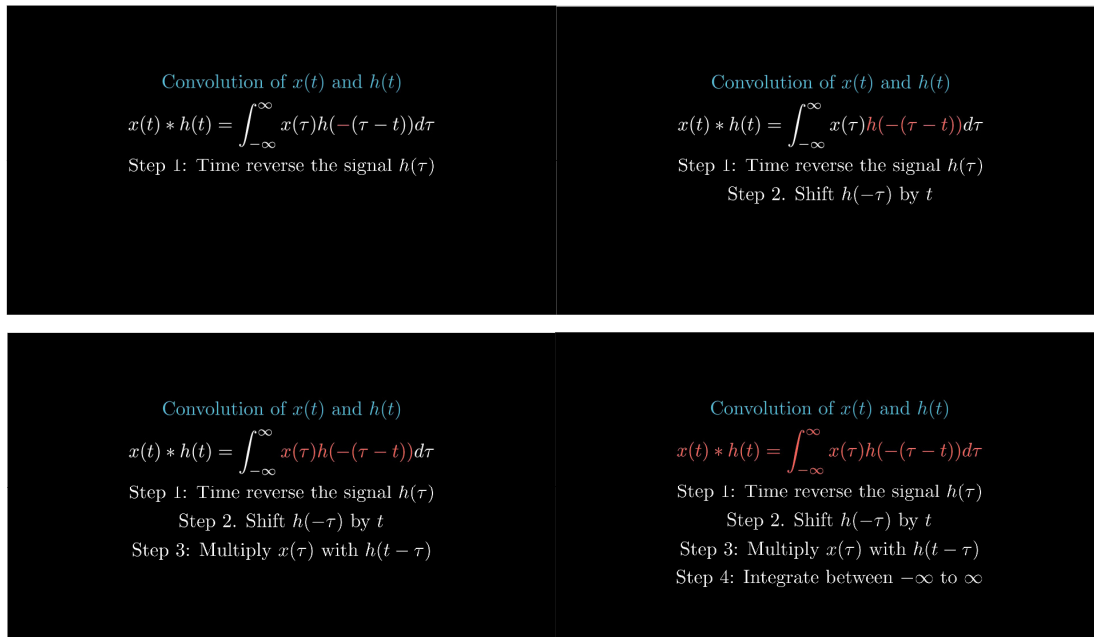 Convolution of x(t) and h(t)
x(t) ∗ h(t) = ∫_{−∞}^{∞} x(τ)h(−(τ − t))dτ
Step 1: Time reverse the signal h(τ)
Convolution of x(t) and h(t)
x(t) ∗ h(t) = ∫_{−∞}^{∞} x(τ)h(−(τ − t))dτ
Step 1: Time reverse the signal h(τ)
Step 2. Shift h(−τ) by t
Convolution of x(t) and h(t)
x(t) ∗ h(t) = ∫_{−∞}^{∞} x(τ)h(−(τ − t))dτ
Step 1: Time reverse the signal h(τ)
Step 2. Shift h(−τ) by t
Step 3: Multiply x(τ) with h(t − τ)
Convolution of x(t) and h(t)
x(t) ∗ h(t) = ∫_{−∞}^{∞} x(τ)h(−(τ − t))dτ
Step 1: Time reverse the signal h(τ)
Step 2. Shift h(−τ) by t
Step 3: Multiply x(τ) with h(t − τ)
Step 4: Integrate between −∞ to ∞